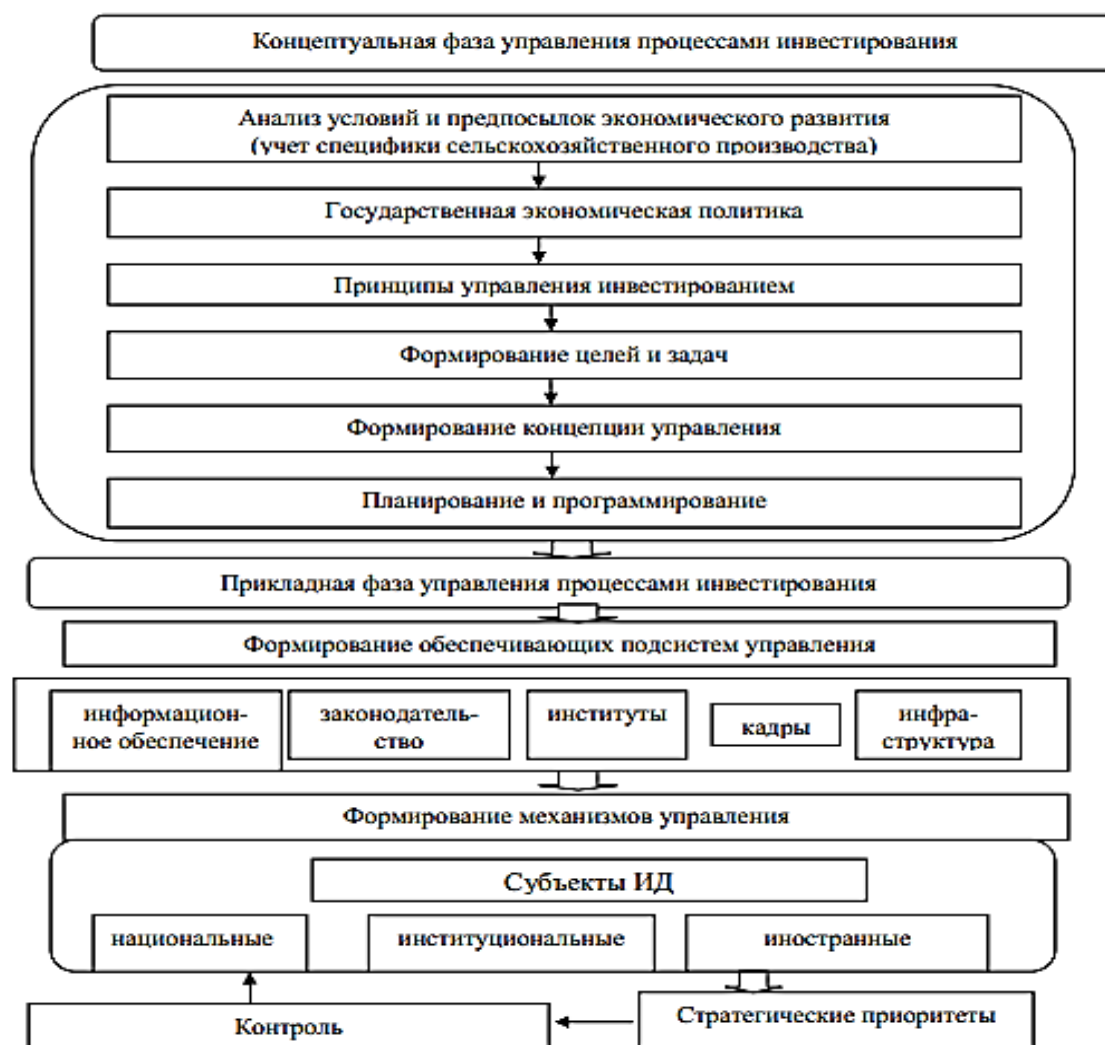 Концептуальная фаза управления процессами инвестирования
Анализ условий и предпосылок экономического развития
(учет специфики сельскохозяйственного производства)
Государственная экономическая политика
Принципы управления инвестированием
Формирование целей и задач
Формирование концепции управления
Планирование и программирование
Прикладная фаза управления процессами инвестирования
Формирование обеспечивающих подсистем управления
информацион-
ное обеспечение
законодатель-
ство
институты
кадры
инфра-
структура
Формирование механизмов управления
Субъекты ИД
национальные
институциональные
иностранные
Контроль
Стратегические приоритеты